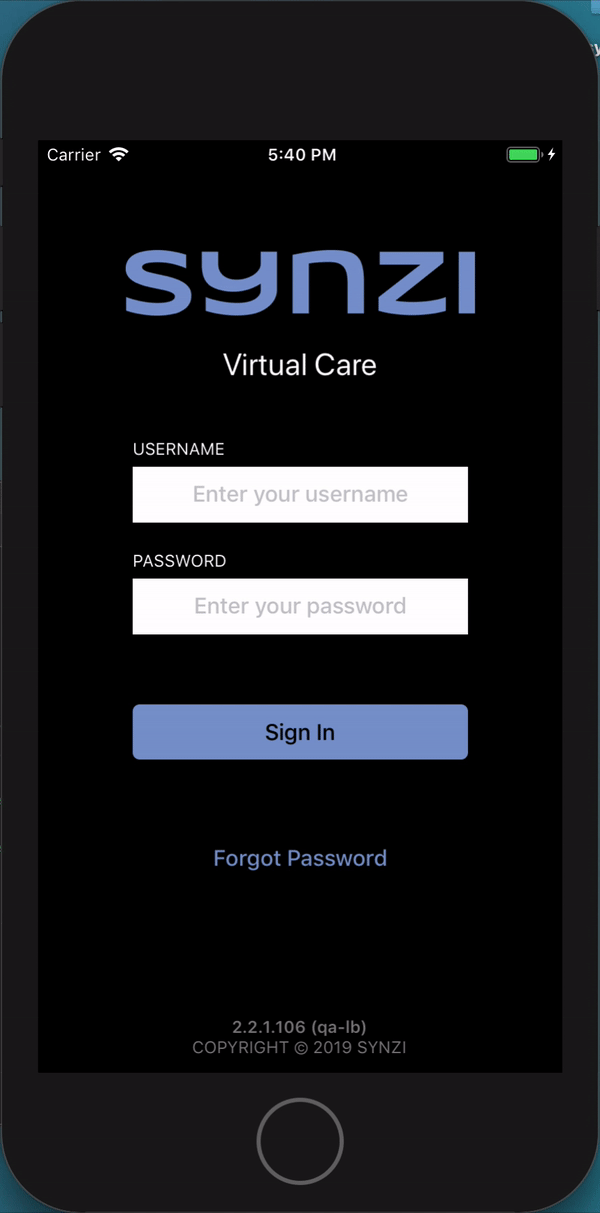 Carrier 5:40 PM
synzi
Virtual Care
USERNAME
Enter your username
PASSWORD
Enter your password
Sign In
Forgot Password
2.2.1.106 (qa-lb)
COPYRIGHT © 2019 SYNZI